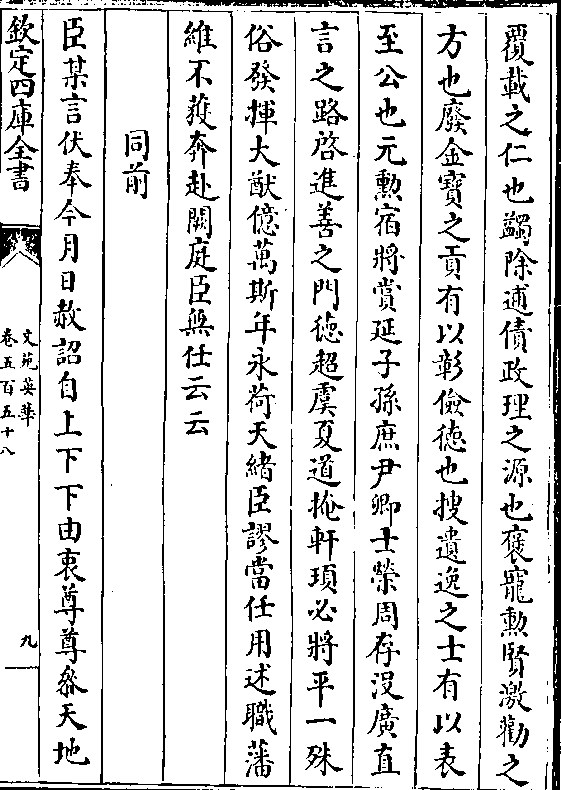 覆載之仁也蠲除逋債政理之源也褒寵勲賢激勸之
方也廢金寶之貢有以彰儉徳也搜遺逸之士有以表
至公也元勲宿將賞延子孫庶尹卿士榮周存沒廣直
言之路啓進善之門徳超虞夏道掩軒頊必將平一殊
俗發揮大猷億萬斯年永荷天緒臣謬當任用述職藩
維不獲奔赴闕庭臣無任云云
同前
臣某言伏奉今月日赦詔自上下下由衷尊尊叅天地
欽定四庫全書
文苑英華
卷五百五十八
九